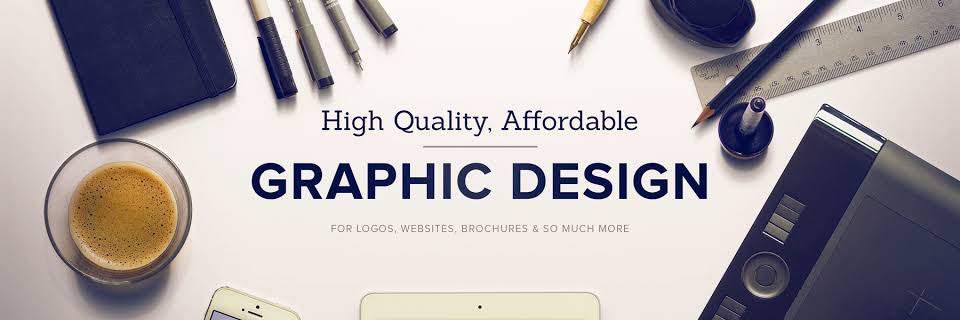 High Quality, Affordable
GRAPHIC DESIGN
FOR LOGOS, WEBSITES, BROCHURES & SO MUCH MORE